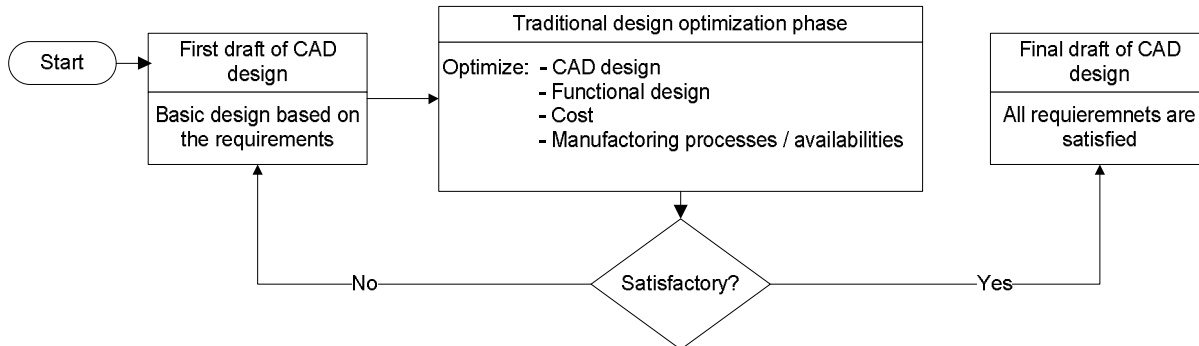 Start
First draft of CAD
design
Basic design based on
the requirements
Traditional design optimization phase
Optimize: - CAD design
- Functional design
- Cost
- Manufactoring processes / availabilities
Final draft of CAD
design
All requieremnets are
satisfied
Satisfactory?
No
Yes